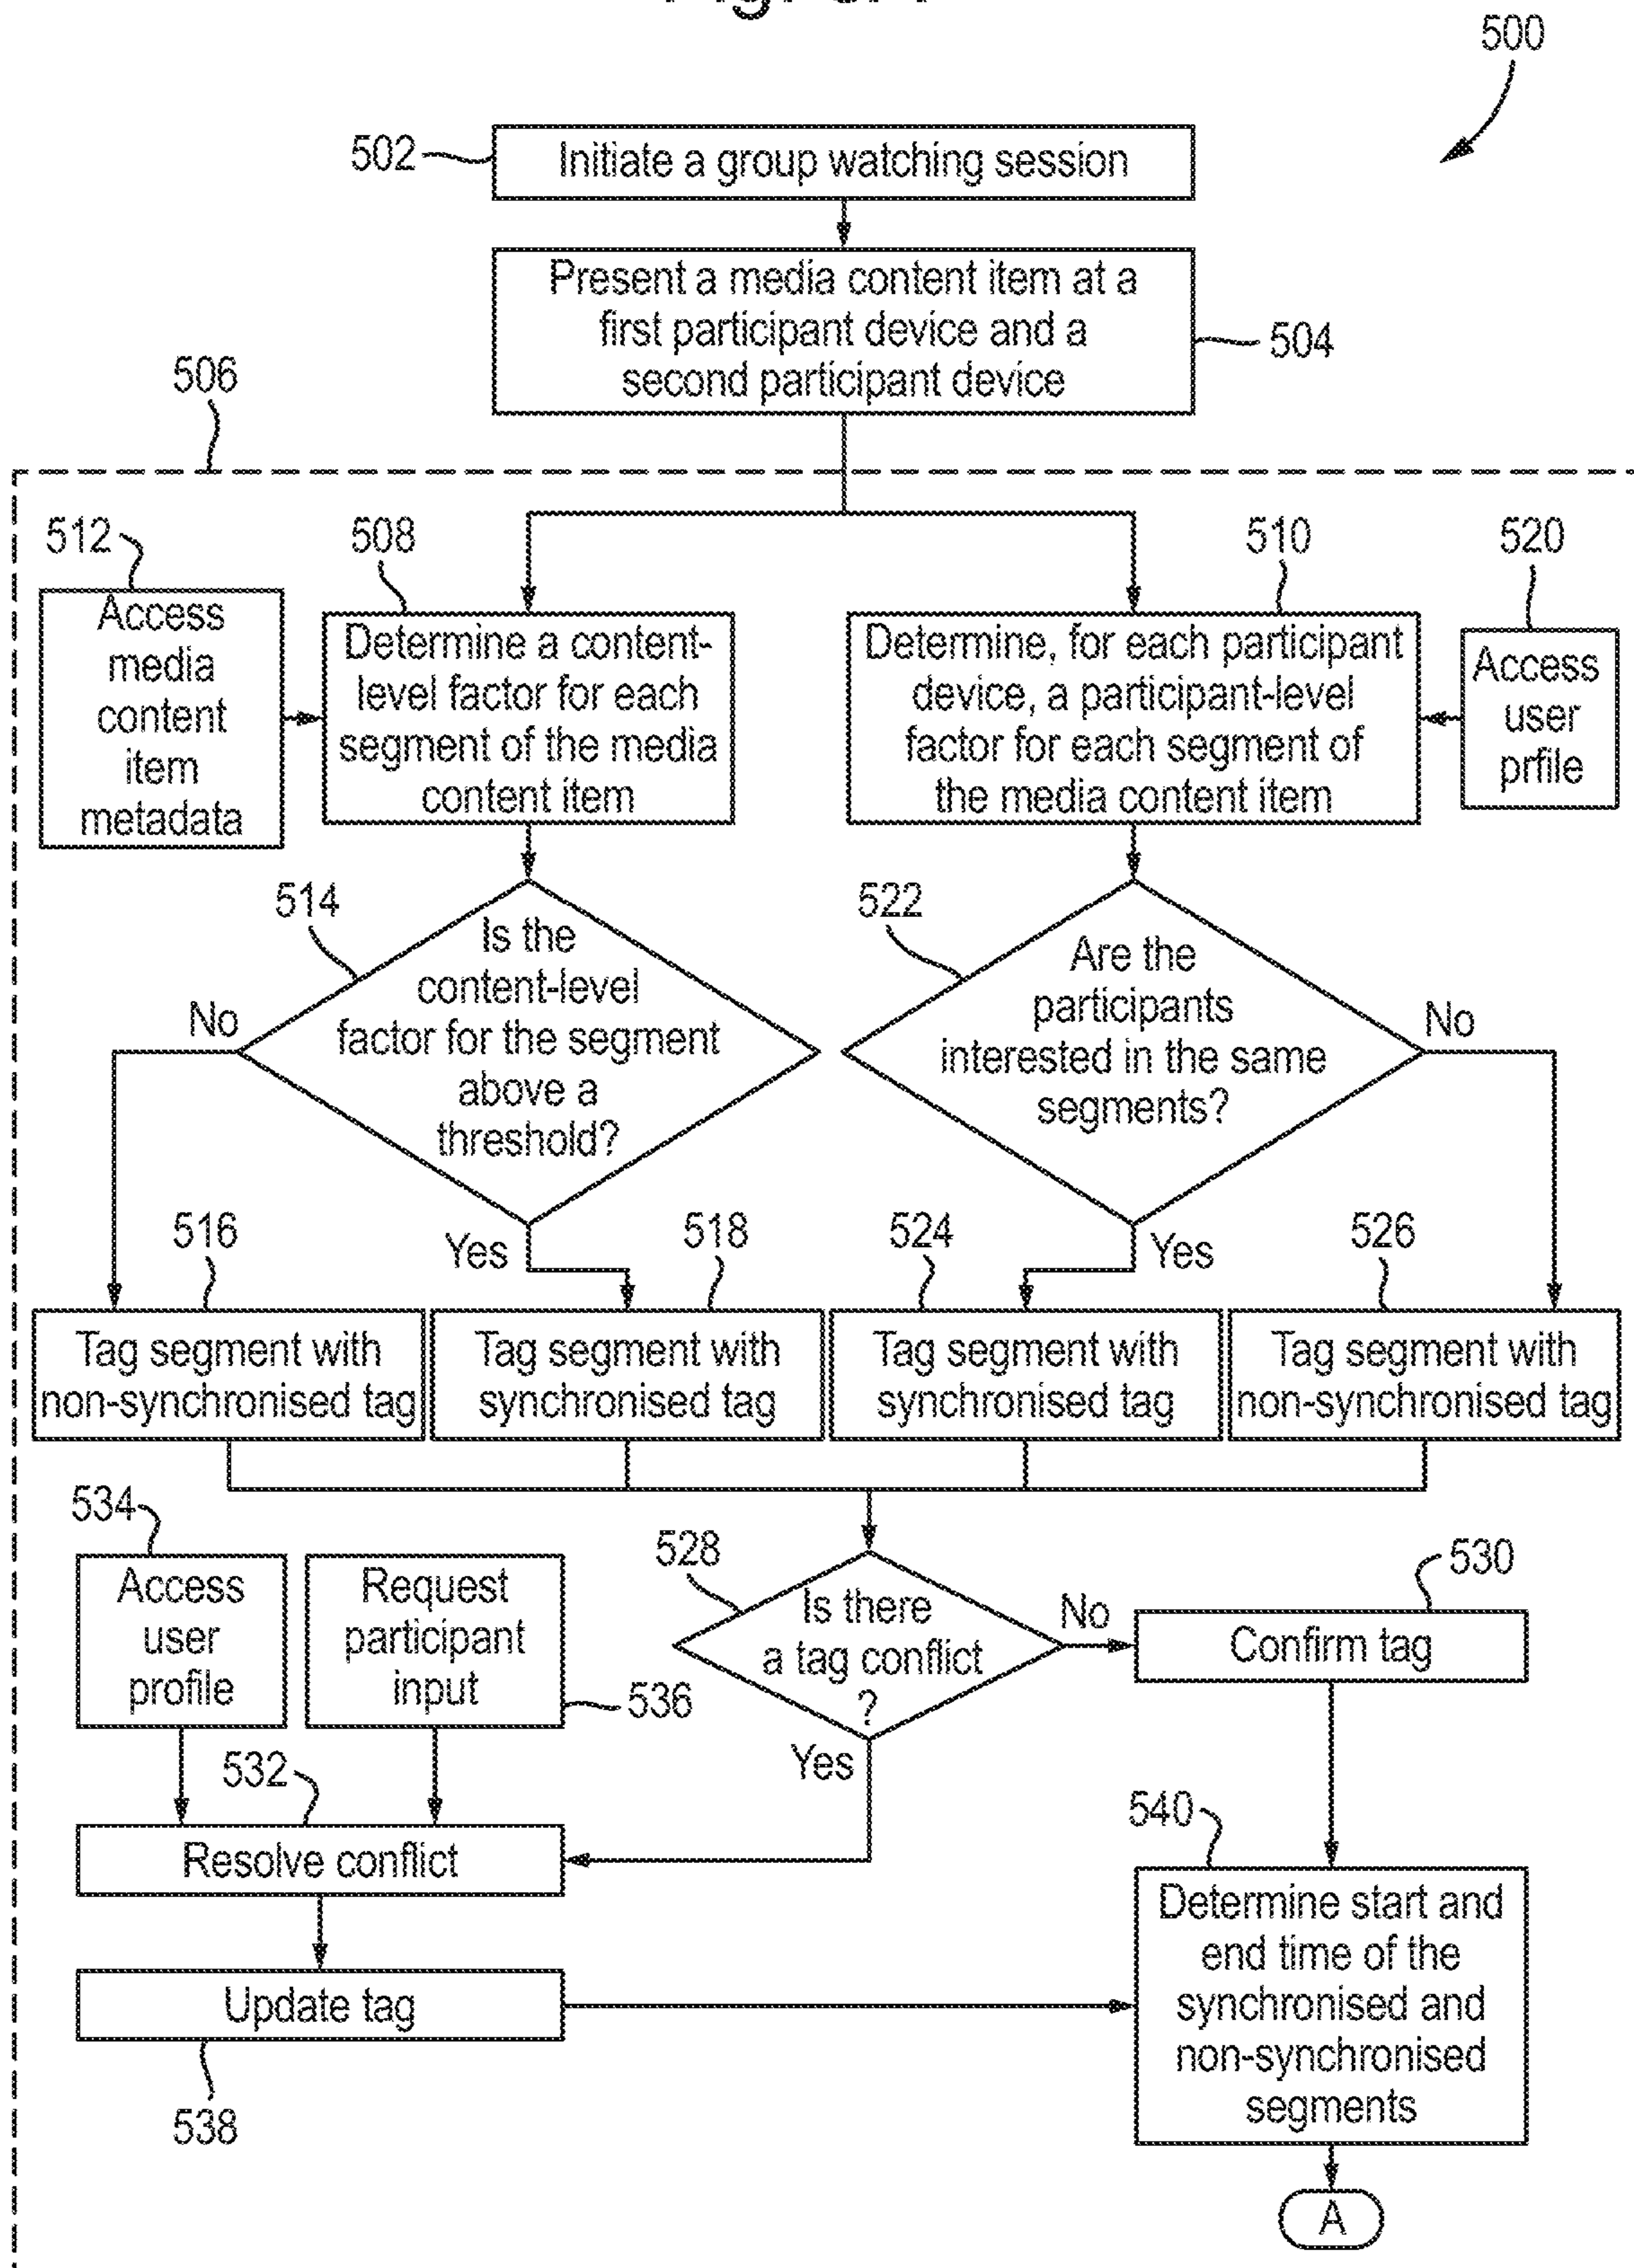 500
502
Initiate a group watching session
Present a media content item at a
first participant device and a
second participant device
504
506
512
508
510
520
Access
media
content
item
metadata
Determine a content-
level factor for each
segment of the media
content item
Determine, for each participant
device, a participant-level
factor for each segment of
the media content item
Access
user
prfile
514
Is the
content-level
factor for the segment
above a
threshold?
522
Are the
participants
interested in the same
segments?
No
No
516
Yes
518
524
Yes
526
Tag segment with
non-synchronised tag
Tag segment with
synchronised tag
Tag segment with
synchronised tag
Tag segment with
non-synchronised tag
534
Access
user
profile
Request
participant
input
536
528
Is there
a tag conflict
?
No
530
Confirm tag
Yes
532
Resolve conflict
540
Determine start and
end time of the
synchronised and
non-synchronised
segments
Update tag
538
A